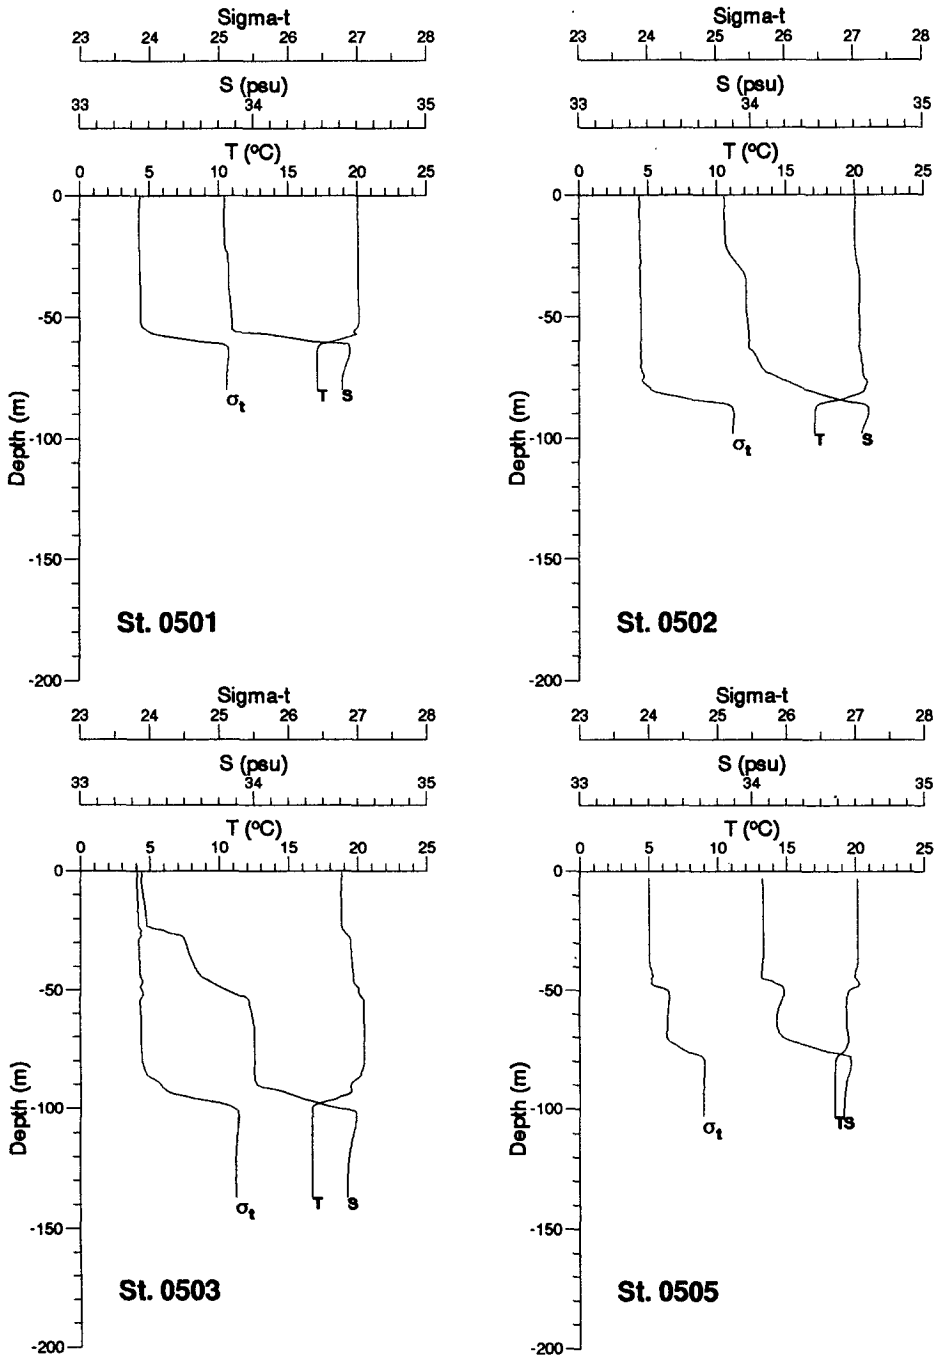 Sigma-t
23 24 25 26 27 28
S (psu)
33 34 35
T (ºC)
0 5 10 15 20 25
0
-50
-100
-150
-200
Depth (m)
σt
T
S
St. 0501
Sigma-t
23 24 25 26 27 28
S (psu)
33 34 35
T (ºC)
0 5 10 15 20 25
0
-50
-100
-150
-200
Depth (m)
σt
T
S
St. 0502
Sigma-t
23 24 25 26 27 28
S (psu)
33 34 35
T (ºC)
0 5 10 15 20 25
0
-50
-100
-150
-200
Depth (m)
σt
T
S
St. 0503
Sigma-t
23 24 25 26 27 28
S (psu)
33 34 35
T (ºC)
0 5 10 15 20 25
0
-50
-100
-150
-200
Depth (m)
σt
TS
St. 0505